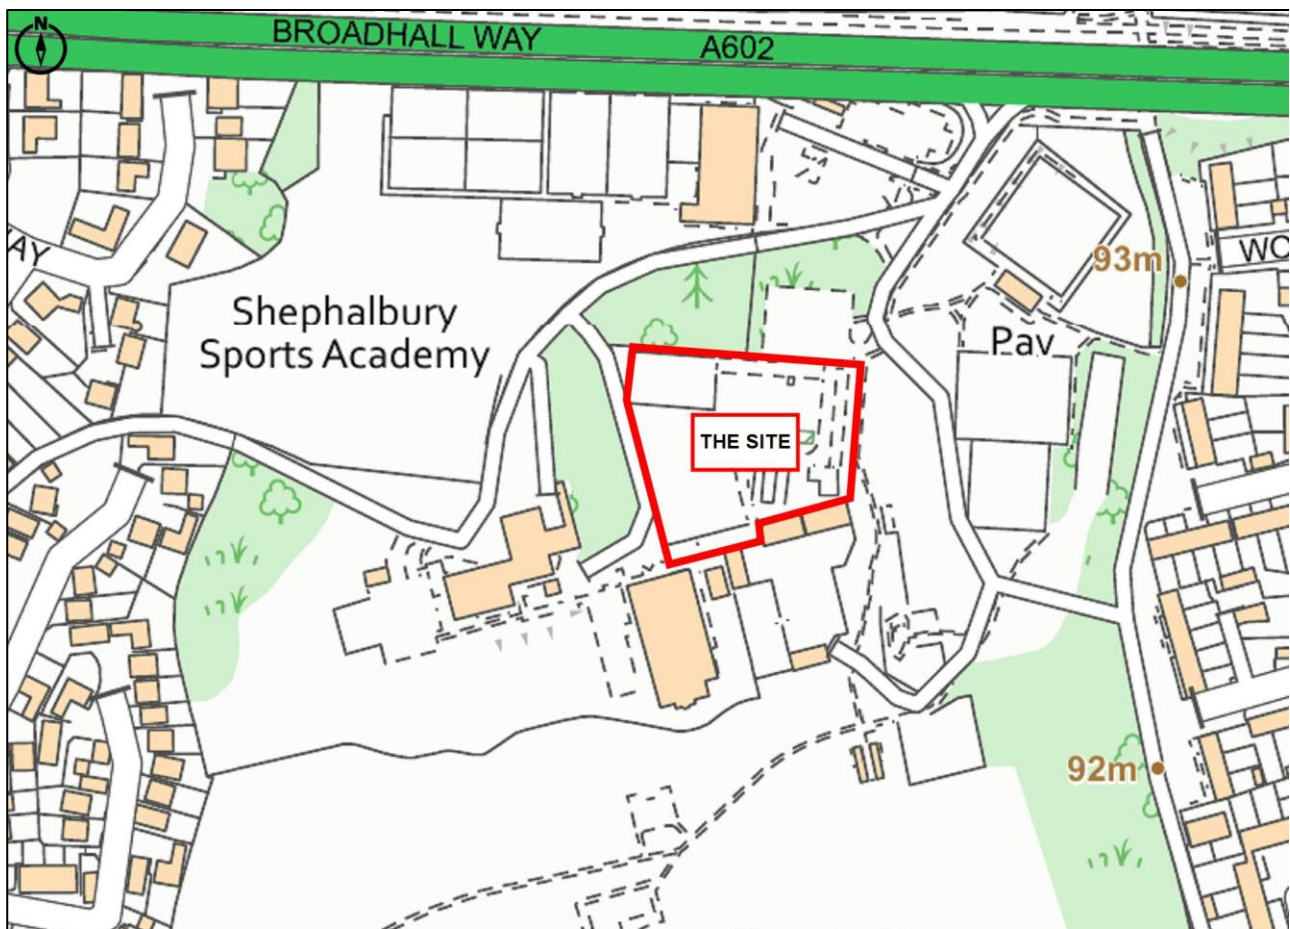 N
BROADHALL WAY
A602
AY
93m
WO
Shephalbury
Sports Academy
Pav
THE SITE
92m